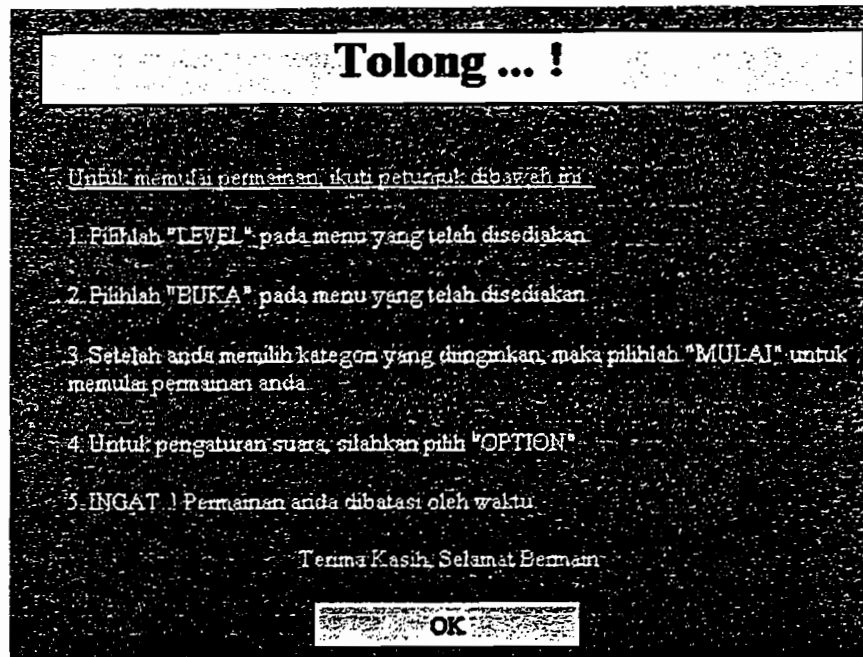 Tolong ... !
Untuk memulai permainan, ikuti petunjuk dibawah ini :
1. Pilihlah "LEVEL" pada menu yang telah disediakan
2. Pilihlah "BUKA" pada menu yang telah disediakan
3. Setelah anda memilih kategori yang diinginkan, maka pilihlah "MULAI" untuk
memulai permainan anda.
4. Untuk pengaturan suara, silahkan pilih "OPTION"
5. INGAT ! Permainan anda dibatasi oleh waktu
Terima Kasih, Selamat Bermain
OK